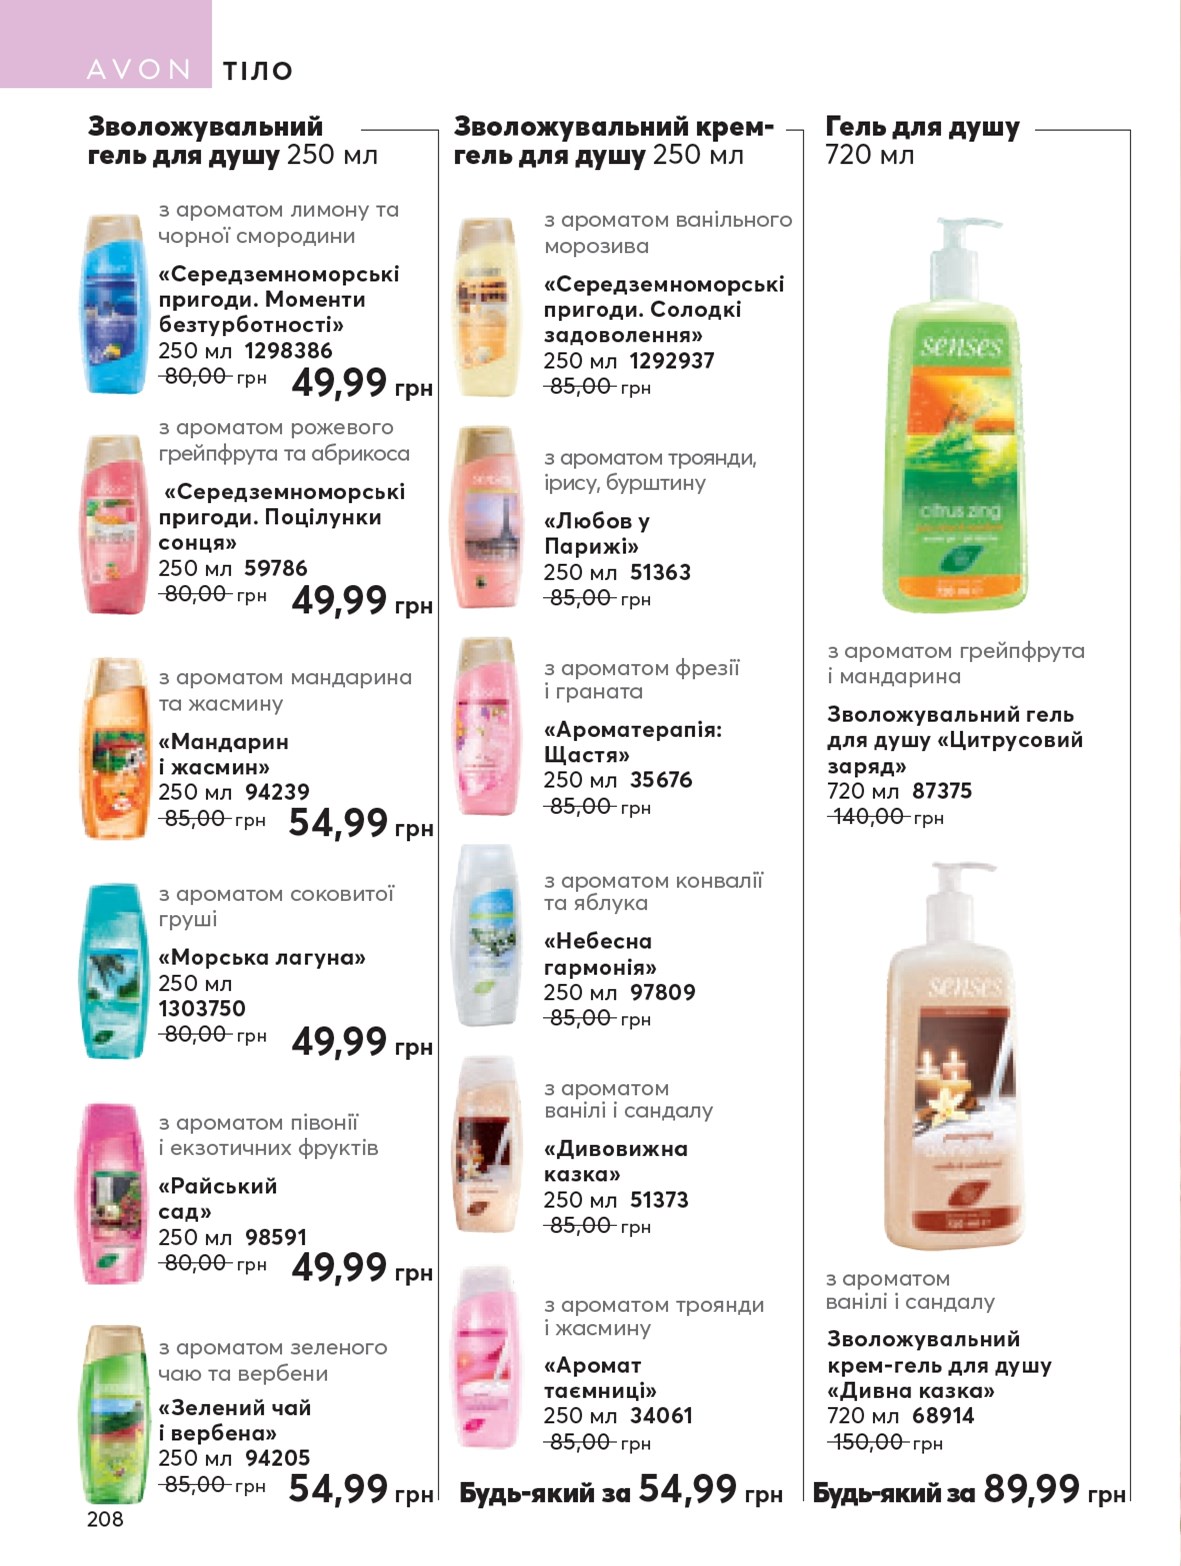 AVON ТІЛО
Зволожувальний
гель для душу 250 мл
з ароматом лимону та
чорної смородини
«Середземноморські
пригоди. Моменти
безтурботності»
250 мл 1298386
80,00 грн 49,99 грн
з ароматом рожевого
грейпфрута та абрикоса
«Середземноморські
пригоди. Поцілунки
сонця»
250 мл 59786
80,00 грн 49,99 грн
з ароматом мандарина
та жасмину
«Мандарин
і жасмин»
250 мл 94239
85,00 грн 54,99 грн
з ароматом соковитої
груші
«Морська лагуна»
250 мл
1303750
80,00 грн 49,99 грн
з ароматом півонії
і екзотичних фруктів
«Райський
сад»
250 мл 98591
80,00 грн 49,99 грн
з ароматом зеленого
чаю та вербени
«Зелений чай
і вербена»
250 мл 94205
85,00 грн 54,99 грн
Зволожувальний крем-
гель для душу 250 мл
з ароматом ванільного
морозива
«Середземноморські
пригоди. Солодкі
задоволення»
250 мл 1292937
85,00 грн
з ароматом троянди,
ірису, бурштину
«Любов у
Парижі»
250 мл 51363
85,00 грн
з ароматом фрезії
і граната
«Ароматерапія:
Щастя»
250 мл 35676
85,00 грн
з ароматом конвалії
та яблука
«Небесна
гармонія»
250 мл 97809
85,00 грн
з ароматом
ванілі і сандалу
«Дивовижна
казка»
250 мл 51373
85,00 грн
з ароматом троянди
і жасмину
«Аромат
таємниці»
250 мл 34061
85,00 грн
Будь-який за 54,99 грн
Гель для душу
720 мл
senses
citrus zing
720 ml e
з ароматом грейпфрута
і мандарина
Зволожувальний гель
для душу «Цитрусовий
заряд»
720 мл 87375
140,00 грн
senses
720 ml e
з ароматом
ванілі і сандалу
Зволожувальний
крем-гель для душу
«Дивна казка»
720 мл 68914
150,00 грн
Будь-який за 89,99 грн
208